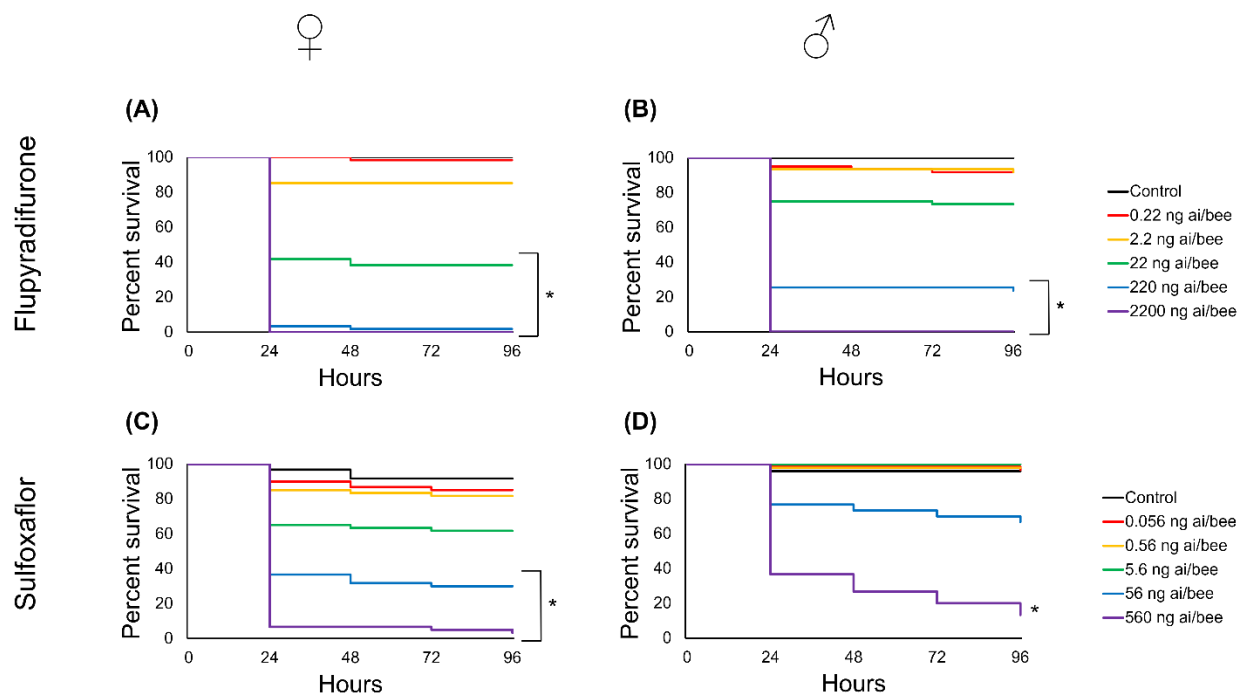 ♀ ♂
Flupyradifurone
(A)
Percent survival
100
80
60
40
20
0
0 24 48 72 96
Hours
*
(B)
Percent survival
100
80
60
40
20
0
0 24 48 72 96
Hours
*
Control
0.22 ng ai/bee
2.2 ng ai/bee
22 ng ai/bee
220 ng ai/bee
2200 ng ai/bee
Sulfoxaflor
(C)
Percent survival
100
80
60
40
20
0
0 24 48 72 96
Hours
*
(D)
Percent survival
100
80
60
40
20
0
0 24 48 72 96
Hours
*
Control
0.056 ng ai/bee
0.56 ng ai/bee
5.6 ng ai/bee
56 ng ai/bee
560 ng ai/bee